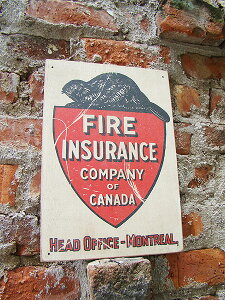 FIRE
INSURANCE
COMPANY
OF
CANADA
HEAD OFFICE-MONTREAL.